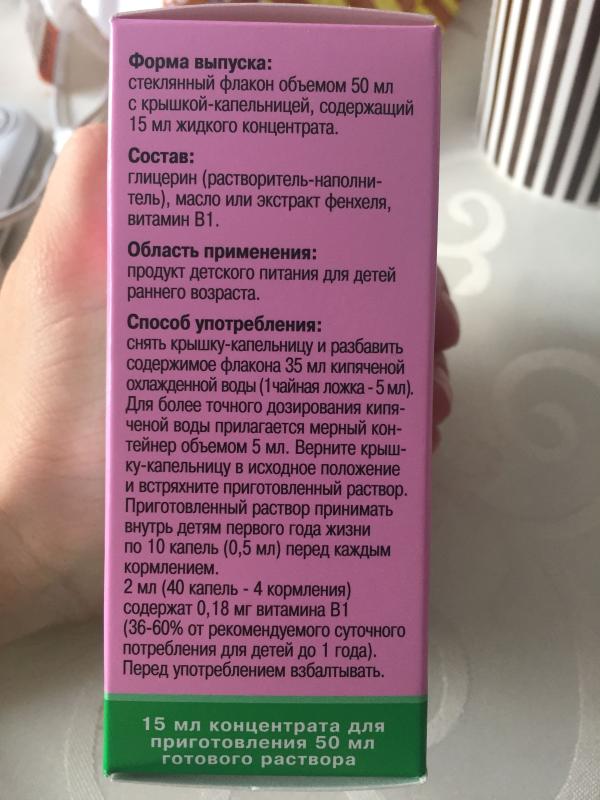 Форма выпуска:
стеклянный флакон объемом 50 мл
с крышкой-капельницей, содержащий
15 мл жидкого концентрата.
Состав:
глицерин (растворитель-наполни-
тель), масло или экстракт фенхеля,
витамин В1.
Область применения:
продукт детского питания для детей
раннего возраста.
Способ употребления:
снять крышку-капельницу и разбавить
содержимое флакона 35 мл кипяченой
охлажденной воды (1чайная ложка - 5 мл).
Для более точного дозирования кипя-
ченой воды прилагается мерный кон-
тейнер объемом 5 мл. Верните крыш-
ку-капельницу в исходное положение
и встряхните приготовленный раствор.
Приготовленный раствор принимать
внутрь детям первого года жизни
по 10 капель (0,5 мл) перед каждым
кормлением.
2 мл (40 капель - 4 кормления)
содержат 0,18 мг витамина В1
(36-60% от рекомендуемого суточного
потребления для детей до 1 года).
Перед употреблением взбалтывать.
15 мл концентрата для
приготовления 50 мл
готового раствора